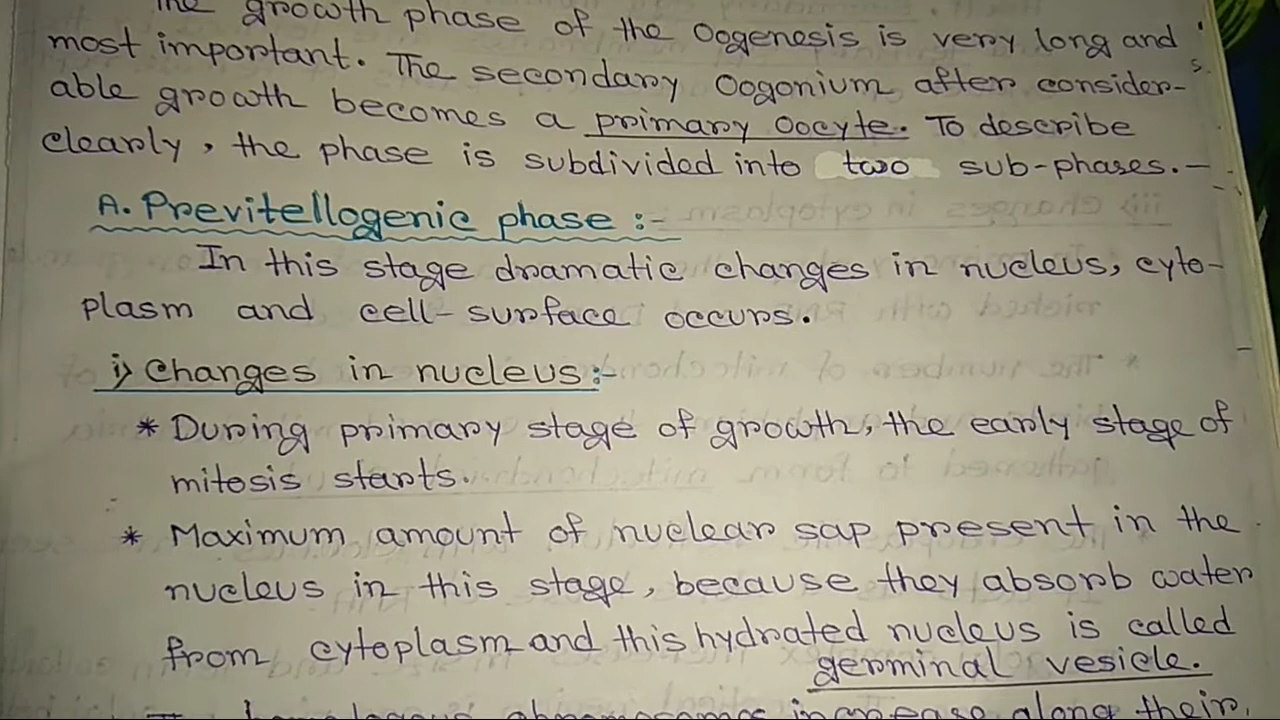 The growth phase of the Oogenesis is very long and
most important. The secondary Oogonium after consider-
able growth becomes a primary Oocyte. To describe
clearly, the phase is subdivided into two sub-phases.-
A. Previtellogenic phase :-
In this stage dramatic changes in nucleus, cyto-
plasm and cell-surface occurs.
i) Changes in nucleus:-
* During primary stage of growth, the early stage of
mitosis starts.
* Maximum amount of nuclear sap present in the
nucleus in this stage, because they absorb water
from cytoplasm and this hydrated nucleus is called
germinal vesicle.
increase along their